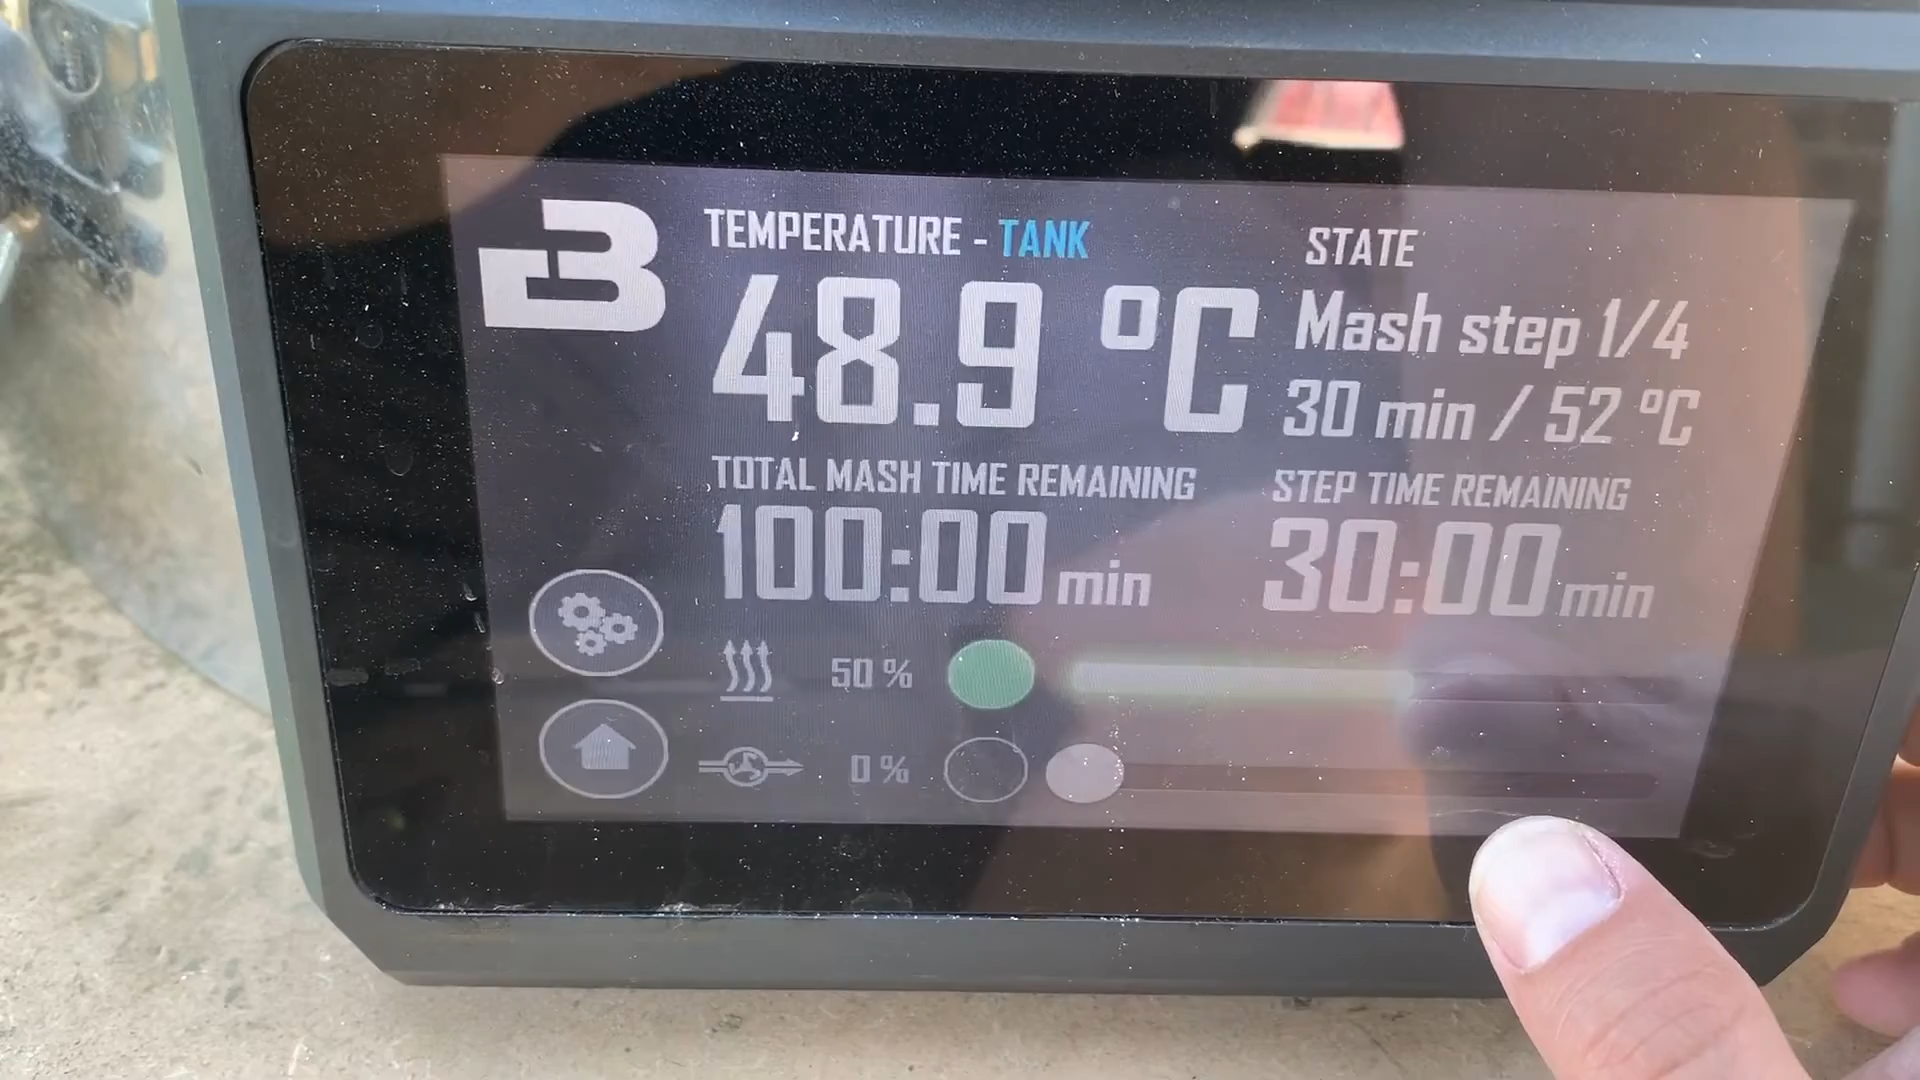 TEMPERATURE - TANK
48.9 °C
STATE
Mash step 1/4
30 min / 52 °C
TOTAL MASH TIME REMAINING
100:00 min
STEP TIME REMAINING
30:00 min
50 %
0 %